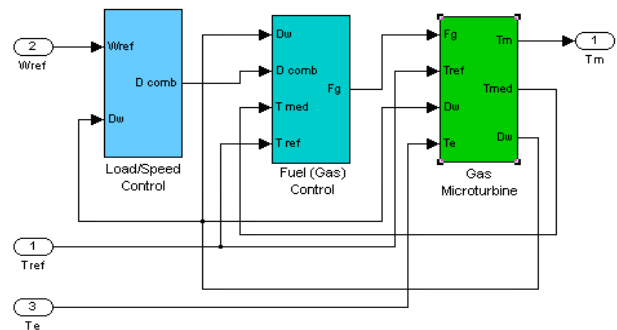 2
Wref
Wref
D comb
Dw
Load/Speed
Control
Dw
D comb
Fg
T med
T ref
Fuel (Gas)
Control
Fg
Tm
Tref
Tmed
Dw
Dw
Te
Gas
Microturbine
1
Tm
1
Tref
3
Te